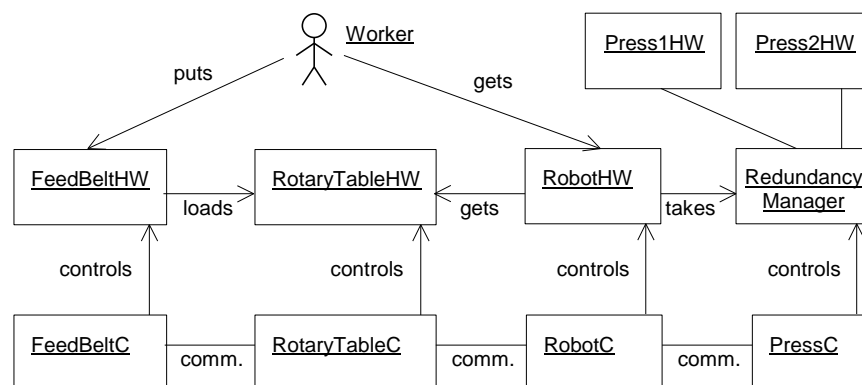 Worker
Press1HW
Press2HW
puts
gets
FeedBeltHW
RotaryTableHW
RobotHW
Redundancy
Manager
loads
gets
takes
controls
controls
controls
controls
FeedBeltC
RotaryTableC
RobotC
PressC
comm.
comm.
comm.